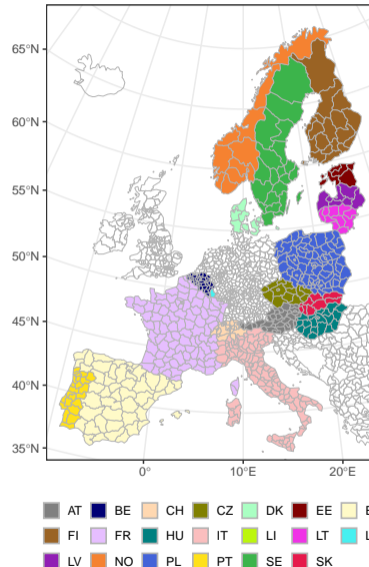 65°N
60°N
55°N
50°N
45°N
40°N
35°N
0° 10°E 20°E
AT BE CH CZ DK EE
FI FR HU IT LI LT
LV NO PL PT SE SK